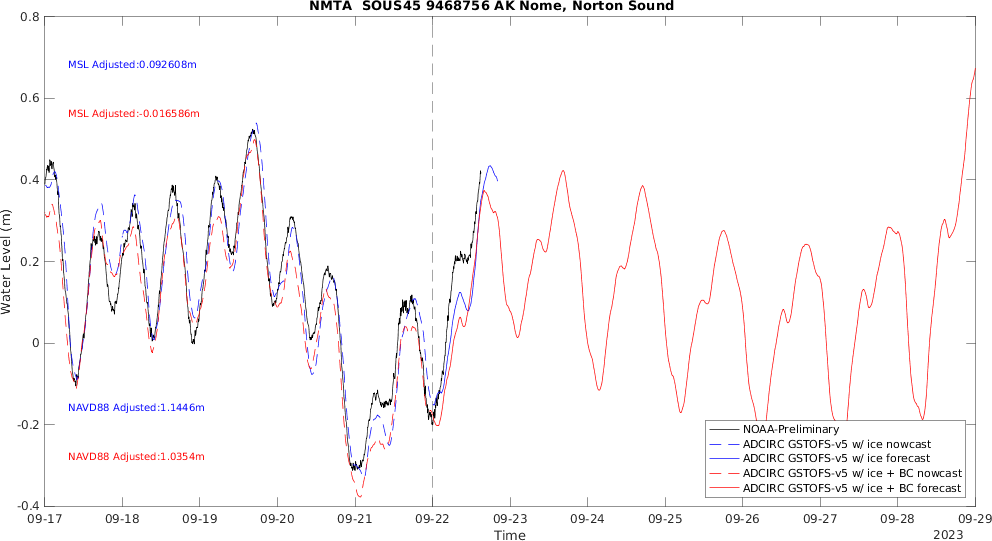 NMTA SOUS45 9468756 AK Nome, Norton Sound
0.8
0.6
0.4
0.2
0
-0.2
-0.4
Water Level (m)
MSL Adjusted:0.092608m
MSL Adjusted:-0.016586m
NAVD88 Adjusted:1.1446m
NAVD88 Adjusted:1.0354m
NOAA-Preliminary
ADCIRC GSTOFS-v5 w/ ice nowcast
ADCIRC GSTOFS-v5 w/ ice forecast
ADCIRC GSTOFS-v5 w/ ice + BC nowcast
ADCIRC GSTOFS-v5 w/ ice + BC forecast
09-17 09-18 09-19 09-20 09-21 09-22 09-23 09-24 09-25 09-26 09-27 09-28 09-29
Time
2023